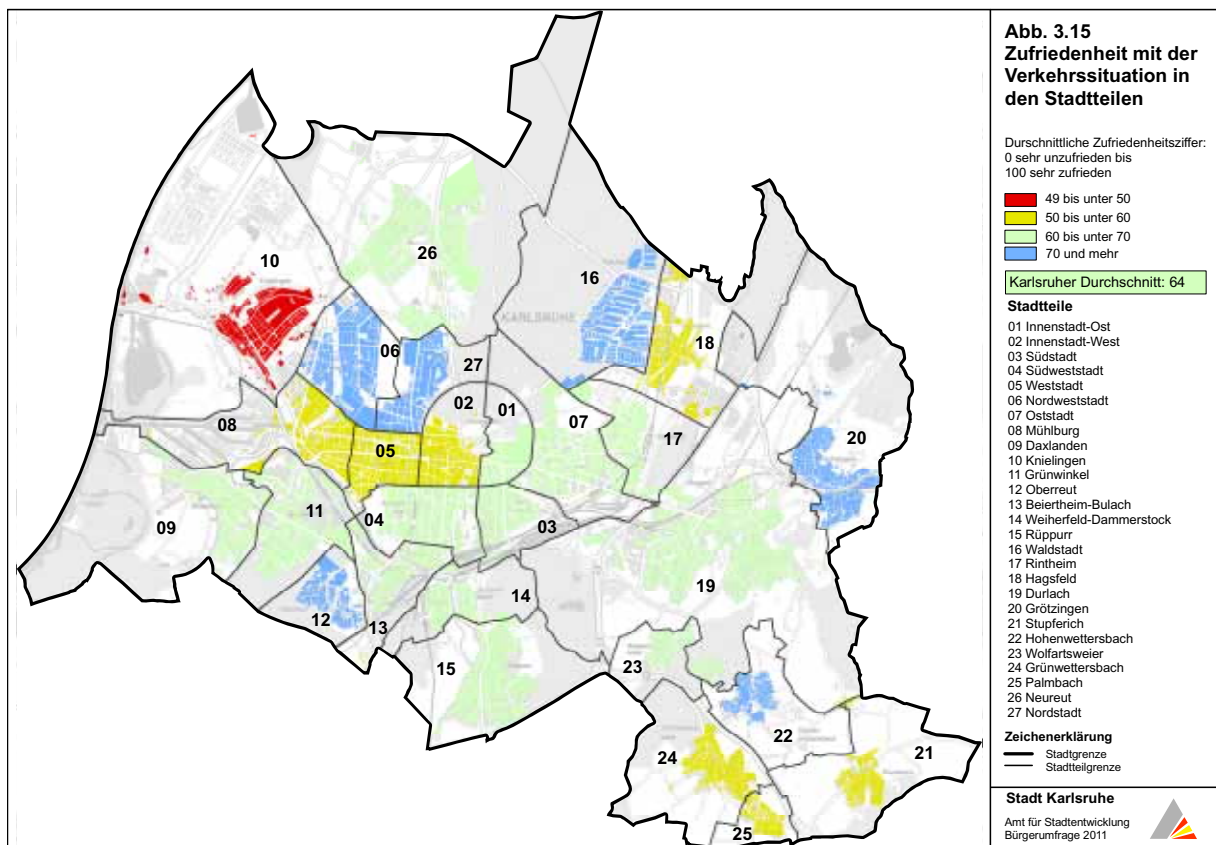 Abb. 3.15
Zufriedenheit mit der
Verkehrssituation in
den Stadtteilen
Durschnittliche Zufriedenheitsziffer:
0 sehr unzufrieden bis
100 sehr zufrieden
49 bis unter 50
50 bis unter 60
60 bis unter 70
70 und mehr
Karlsruher Durchschnitt: 64
Stadtteile
01 Innenstadt-Ost
02 Innenstadt-West
03 Südstadt
04 Südweststadt
05 Weststadt
06 Nordweststadt
07 Oststadt
08 Mühlburg
09 Daxlanden
10 Knielingen
11 Grünwinkel
12 Oberreut
13 Beiertheim-Bulach
14 Weiherfeld-Dammerstock
15 Rüppurr
16 Waldstadt
17 Rintheim
18 Hagsfeld
19 Durlach
20 Grötzingen
21 Stupferich
22 Hohenwettersbach
23 Wolfartsweier
24 Grünwettersbach
25 Palmbach
26 Neureut
27 Nordstadt
Zeichenerklärung
Stadtgrenze
Stadtteilgrenze
Stadt Karlsruhe
Amt für Stadtentwicklung
Bürgerumfrage 2011
26
10
16
KARLSRUHE
06
18
27
02
01
08
07
05
17
20
09
11
04
03
19
14
12
13
15
23
22
24
21
25